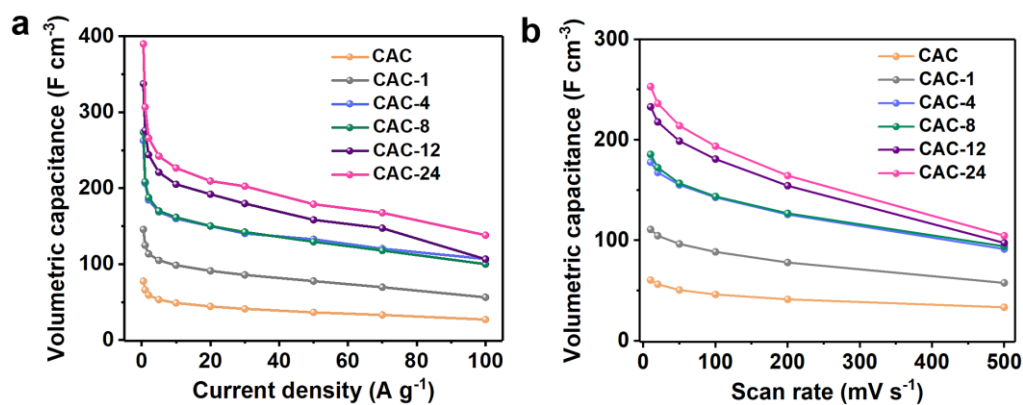 a
Volumetric capacitance (F cm⁻³)
400
300
200
100
0
CAC
CAC-1
CAC-4
CAC-8
CAC-12
CAC-24
0 20 40 60 80 100
Current density (A g⁻¹)
b
Volumetric capacitance (F cm⁻³)
300
200
100
0
CAC
CAC-1
CAC-4
CAC-8
CAC-12
CAC-24
0 100 200 300 400 500
Scan rate (mV s⁻¹)